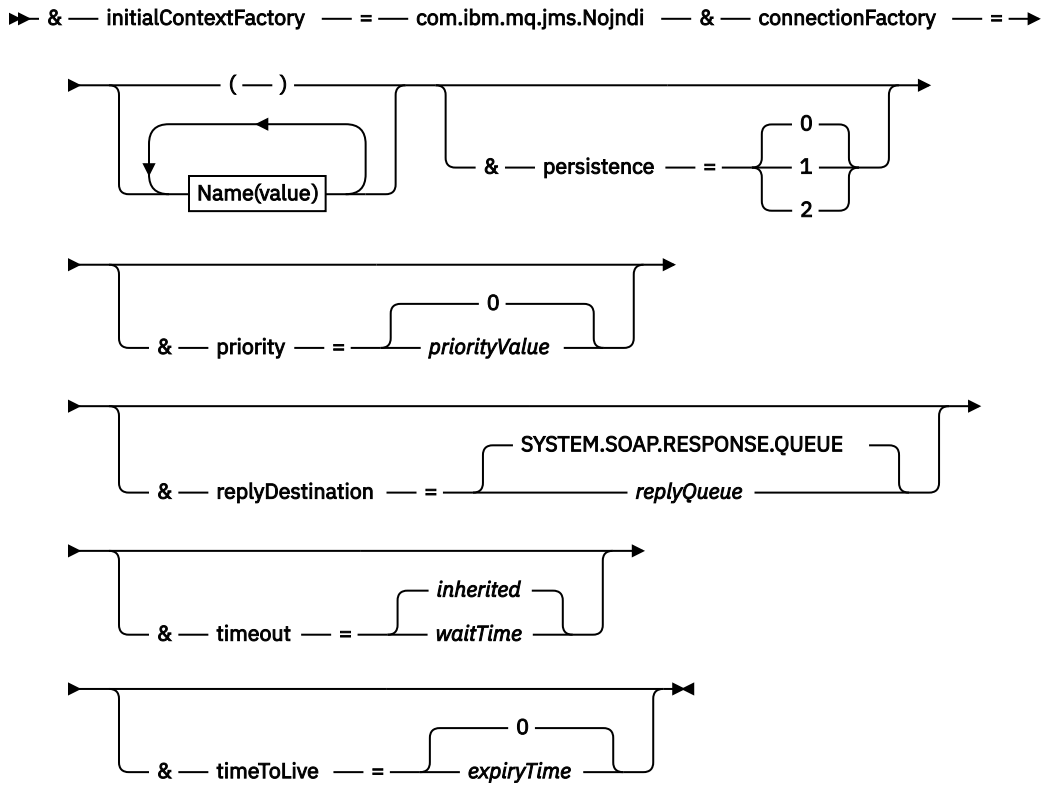 & initialContextFactory = com.ibm.mq.jms.Nojndi & connectionFactory =
( )
Name(value)
0
& persistence = 1
2
0
& priority = priorityValue
SYSTEM.SOAP.RESPONSE.QUEUE
& replyDestination = replyQueue
inherited
& timeout = waitTime
0
& timeToLive = expiryTime